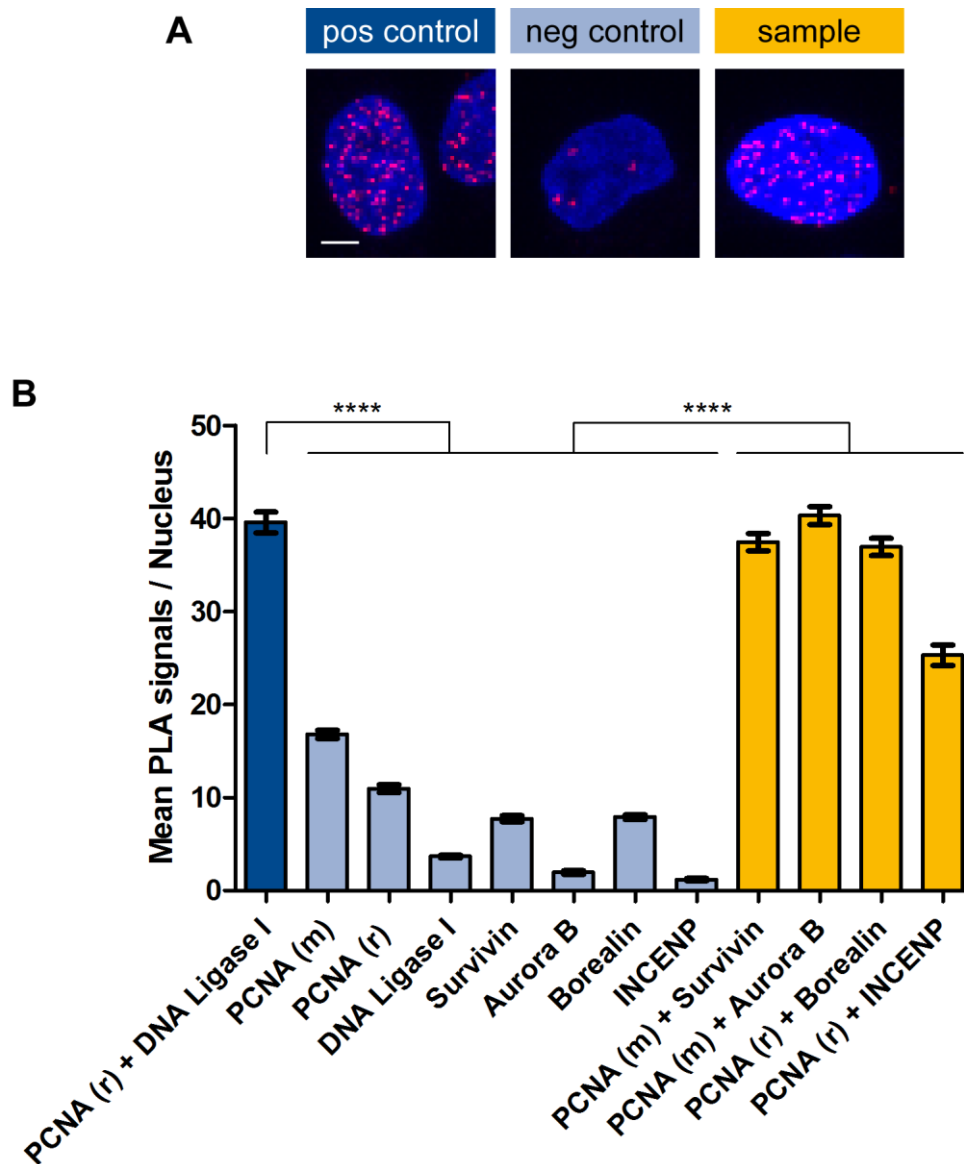 A
pos control
neg control
sample
B
****
****
Mean PLA signals / Nucleus
50
40
30
20
10
0
PCNA (r) + DNA Ligase I
PCNA (m)
PCNA (r)
DNA Ligase I
Survivin
Aurora B
Borealin
INCENP
PCNA (m) + Survivin
PCNA (m) + Aurora B
PCNA (r) + Borealin
PCNA (r) + INCENP